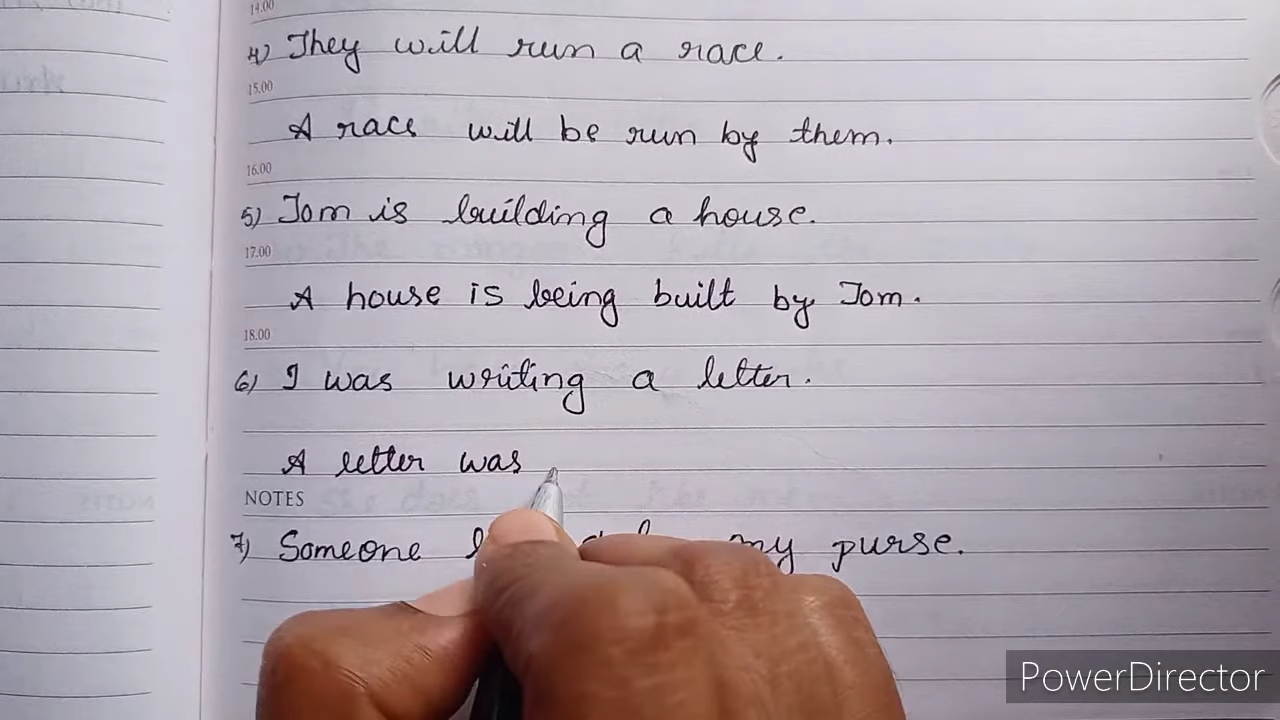 14.00
4) They will run a race.
15.00
A race will be run by them.
16.00
5) Tom is building a house.
17.00
A house is being built by Tom.
18.00
6) I was writing a letter.
A letter was
NOTES
7) Someone my purse.
PowerDirector